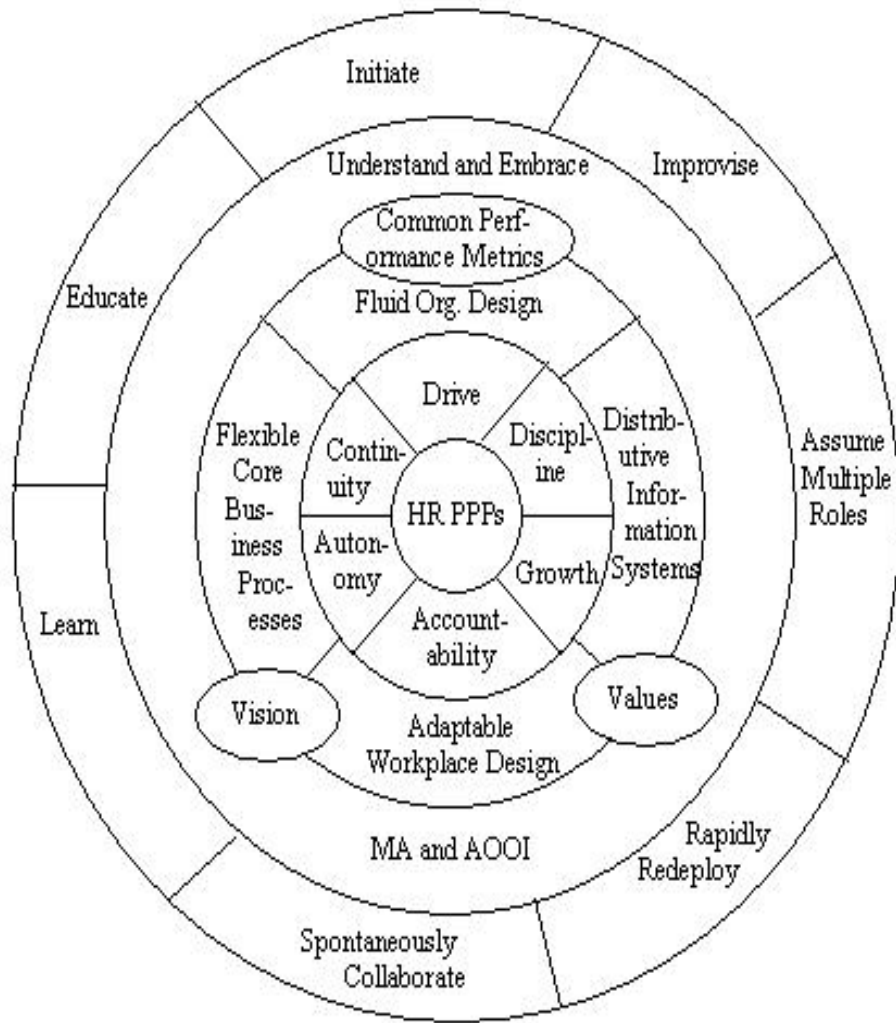 Initiate
Improvise
Understand and Embrace
Common Perf-
ormance Metrics
Educate
Fluid Org. Design
Drive
Flexible
Core
Bus-
iness
Proc-
esses
Contin-
uity
Discipl-
ine
Distrib-
utive
Infor-
mation
Systems
Assume
Multiple
Roles
HR PPPs
Auton-
omy
Growth
Account-
ability
Learn
Vision
Values
Adaptable
Workplace Design
MA and AOOI
Rapidly
Redeploy
Spontaneously
Collaborate